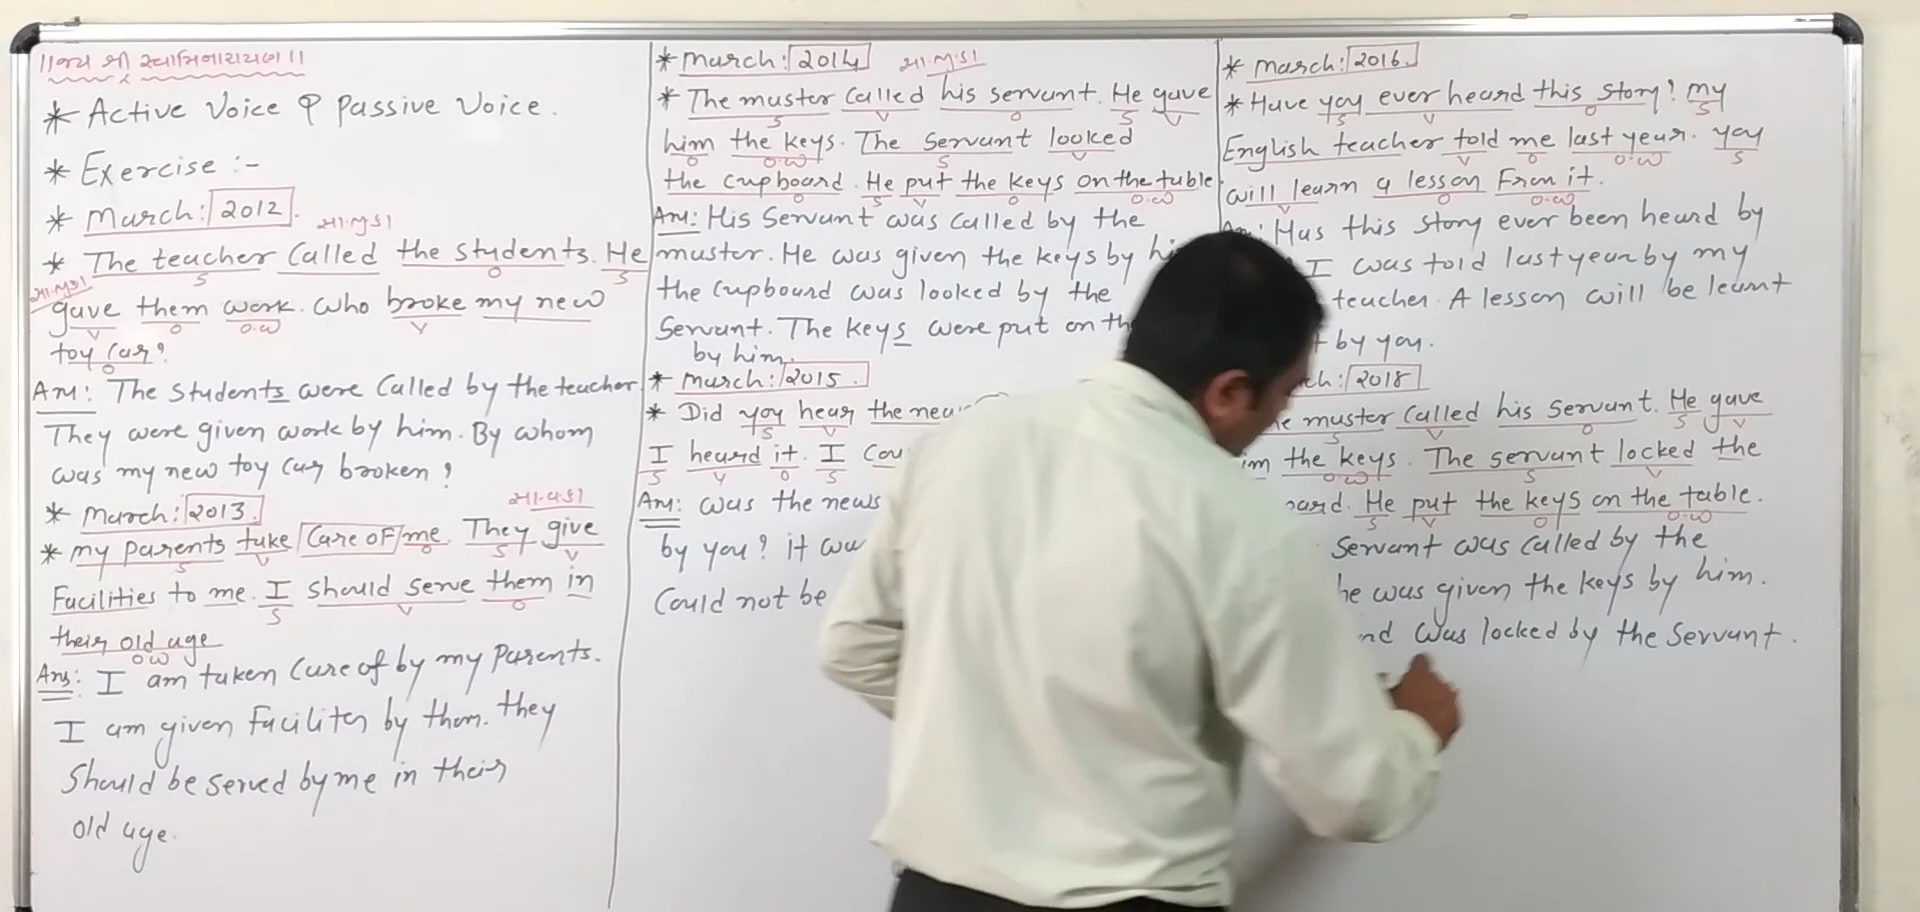 ॥જય શ્રી સ્વામિનારાયણ॥
* Active Voice & Passive Voice.
* Exercise :-
* March: 2012. સા.ભુ.કા
* The teacher Called the students. He
S O S
સા.ભુ.કા
gave them work. Who broke my new
V O O.W V
toy Car?
O
Ans: The students were Called by the teacher
They were given work by him. By whom
was my new toy Car broken?
* March: 2013. સા.વ.કા
* my parents take Care of me. They give
S V O S V
Facilities to me. I should serve them in
S V O
their old age
O.W
Ans: I am taken Care of by my Parents.
I am given Facilites by them. they
Should be served by me in their
old age.
* March: 2014 સા.ભુ.કા
* The master Called his servant. He gave
S V O S V
him the keys. The Servant looked
O O.W S V
the cupboard. He put the keys on the table
S V O O.W
Ans: His Servant was Called by the
master. He was given the keys by
the Cupboard was looked by the
Servant. The keys were put on
by him.
* March: 2015.
* Did you hear the
S V
I heard it. I
S V O S
Ans: Was the news
by you? it
Could not be
* March: 2016.
* Have you ever heard this story? my
S V O S
English teacher told me last year. you
V O O.W S
will learn a lesson From it.
V O O.W
Has this story ever been heard by
I was told last year by my
teacher. A lesson will be learnt
by you.
2018
master Called his Servant. He gave
S V O S V
the keys. The servant locked the
O.W S V
He put the keys on the table.
S V O O.W
Servant was Called by the
he was given the keys by him.
was locked by the Servant.